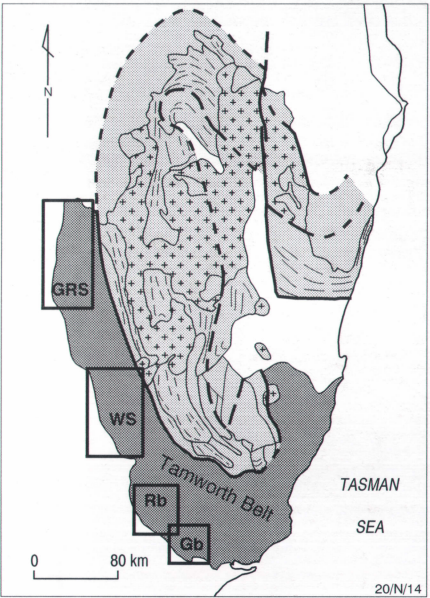 N
GRS
WS
Tamworth Belt
Rb
Gb
TASMAN
SEA
0 80 km
20/N/14